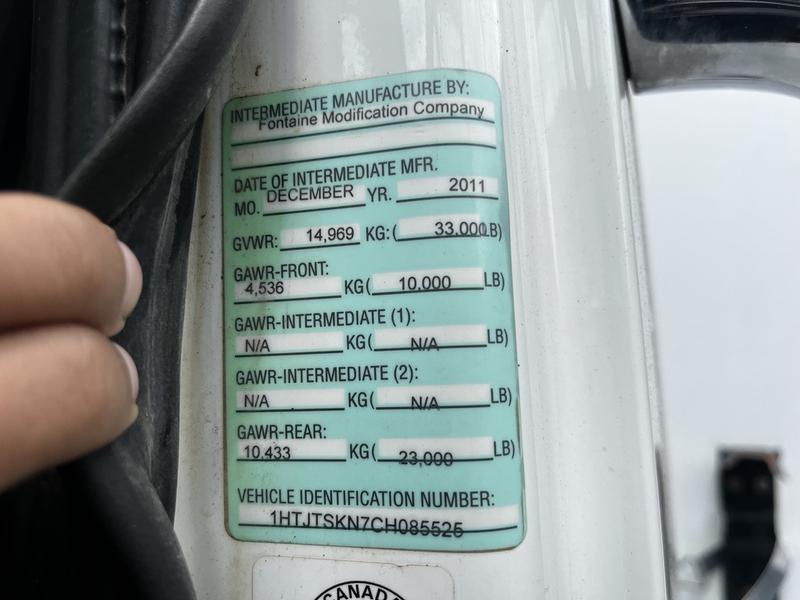 INTERMEDIATE MANUFACTURE BY:
Fontaine Modification Company
DATE OF INTERMEDIATE MFR.
MO. DECEMBER YR. 2011
GVWR: 14,969 KG: ( 33,000 LB)
GAWR-FRONT:
4,536 KG ( 10,000 LB)
GAWR-INTERMEDIATE (1):
N/A KG ( N/A LB)
GAWR-INTERMEDIATE (2):
N/A KG ( N/A LB)
GAWR-REAR:
10,433 KG ( 23,000 LB)
VEHICLE IDENTIFICATION NUMBER:
1HTJTSKN7CH085525
CANADA